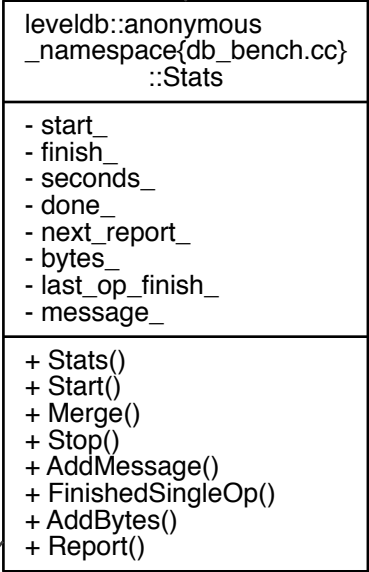 leveldb::anonymous
_namespace{db_bench.cc}
::Stats
- start_
- finish_
- seconds_
- done_
- next_report_
- bytes_
- last_op_finish_
- message_
+ Stats()
+ Start()
+ Merge()
+ Stop()
+ AddMessage()
+ FinishedSingleOp()
+ AddBytes()
+ Report()